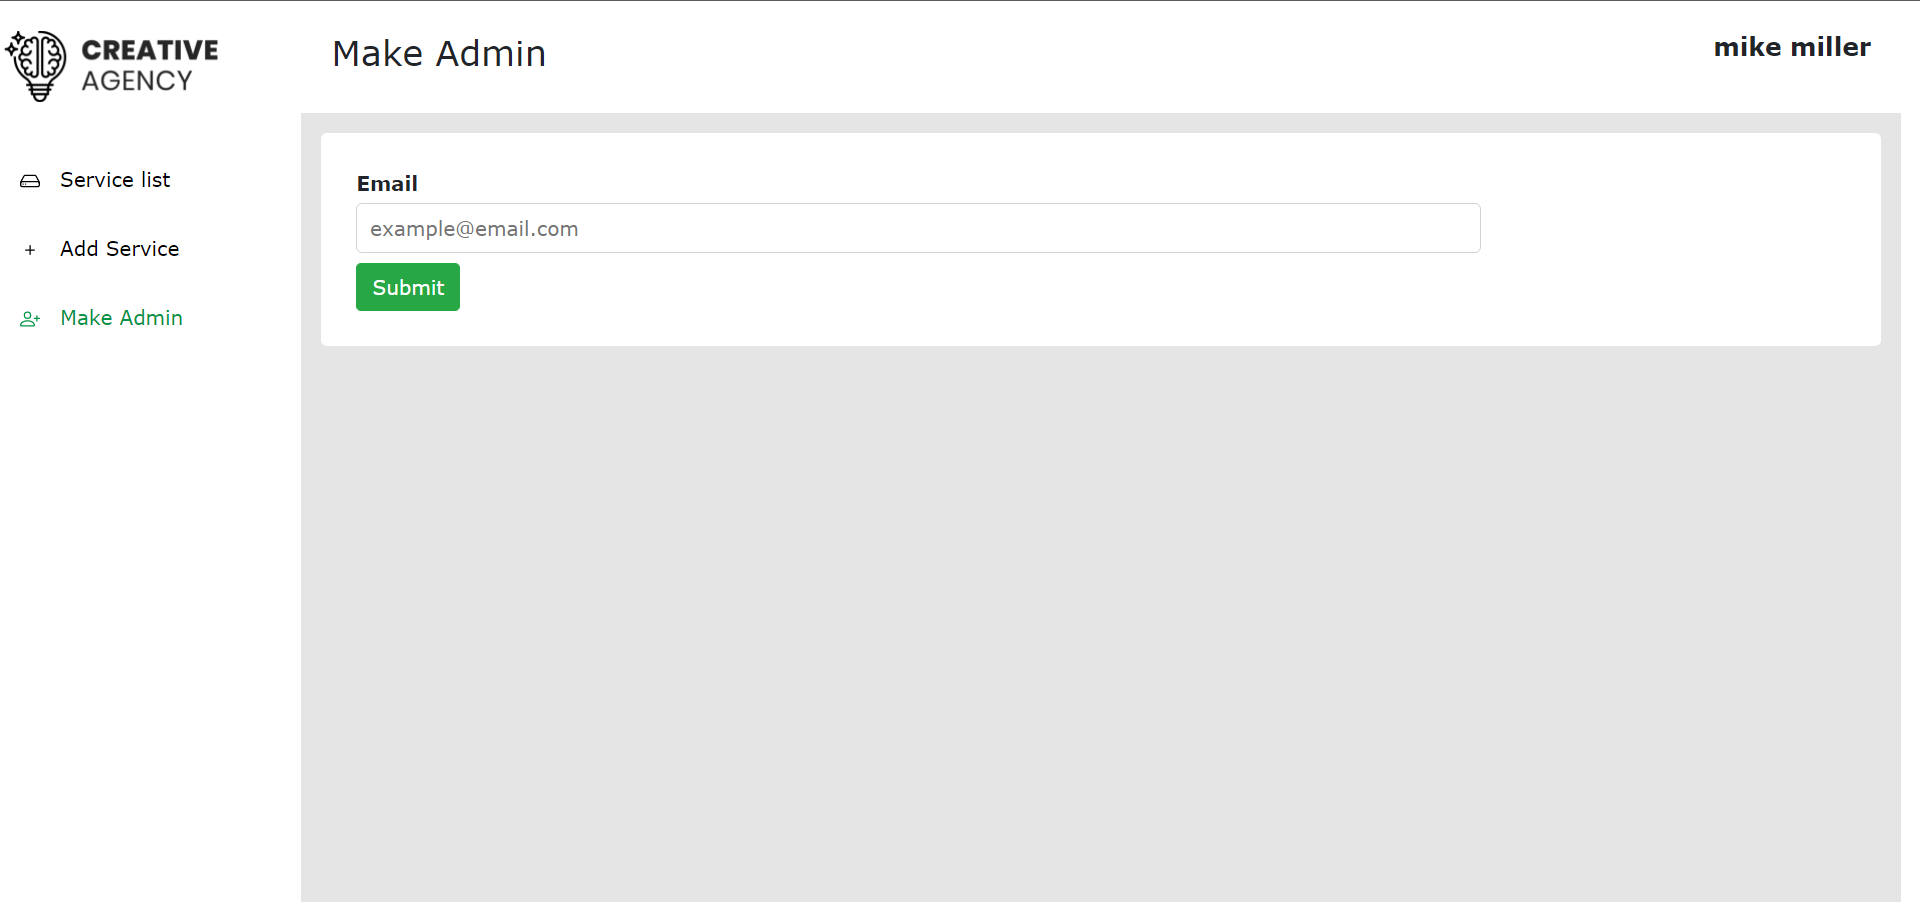 CREATIVE
AGENCY
Make Admin
mike miller
Service list
+ Add Service
Make Admin
Email
example@email.com
Submit